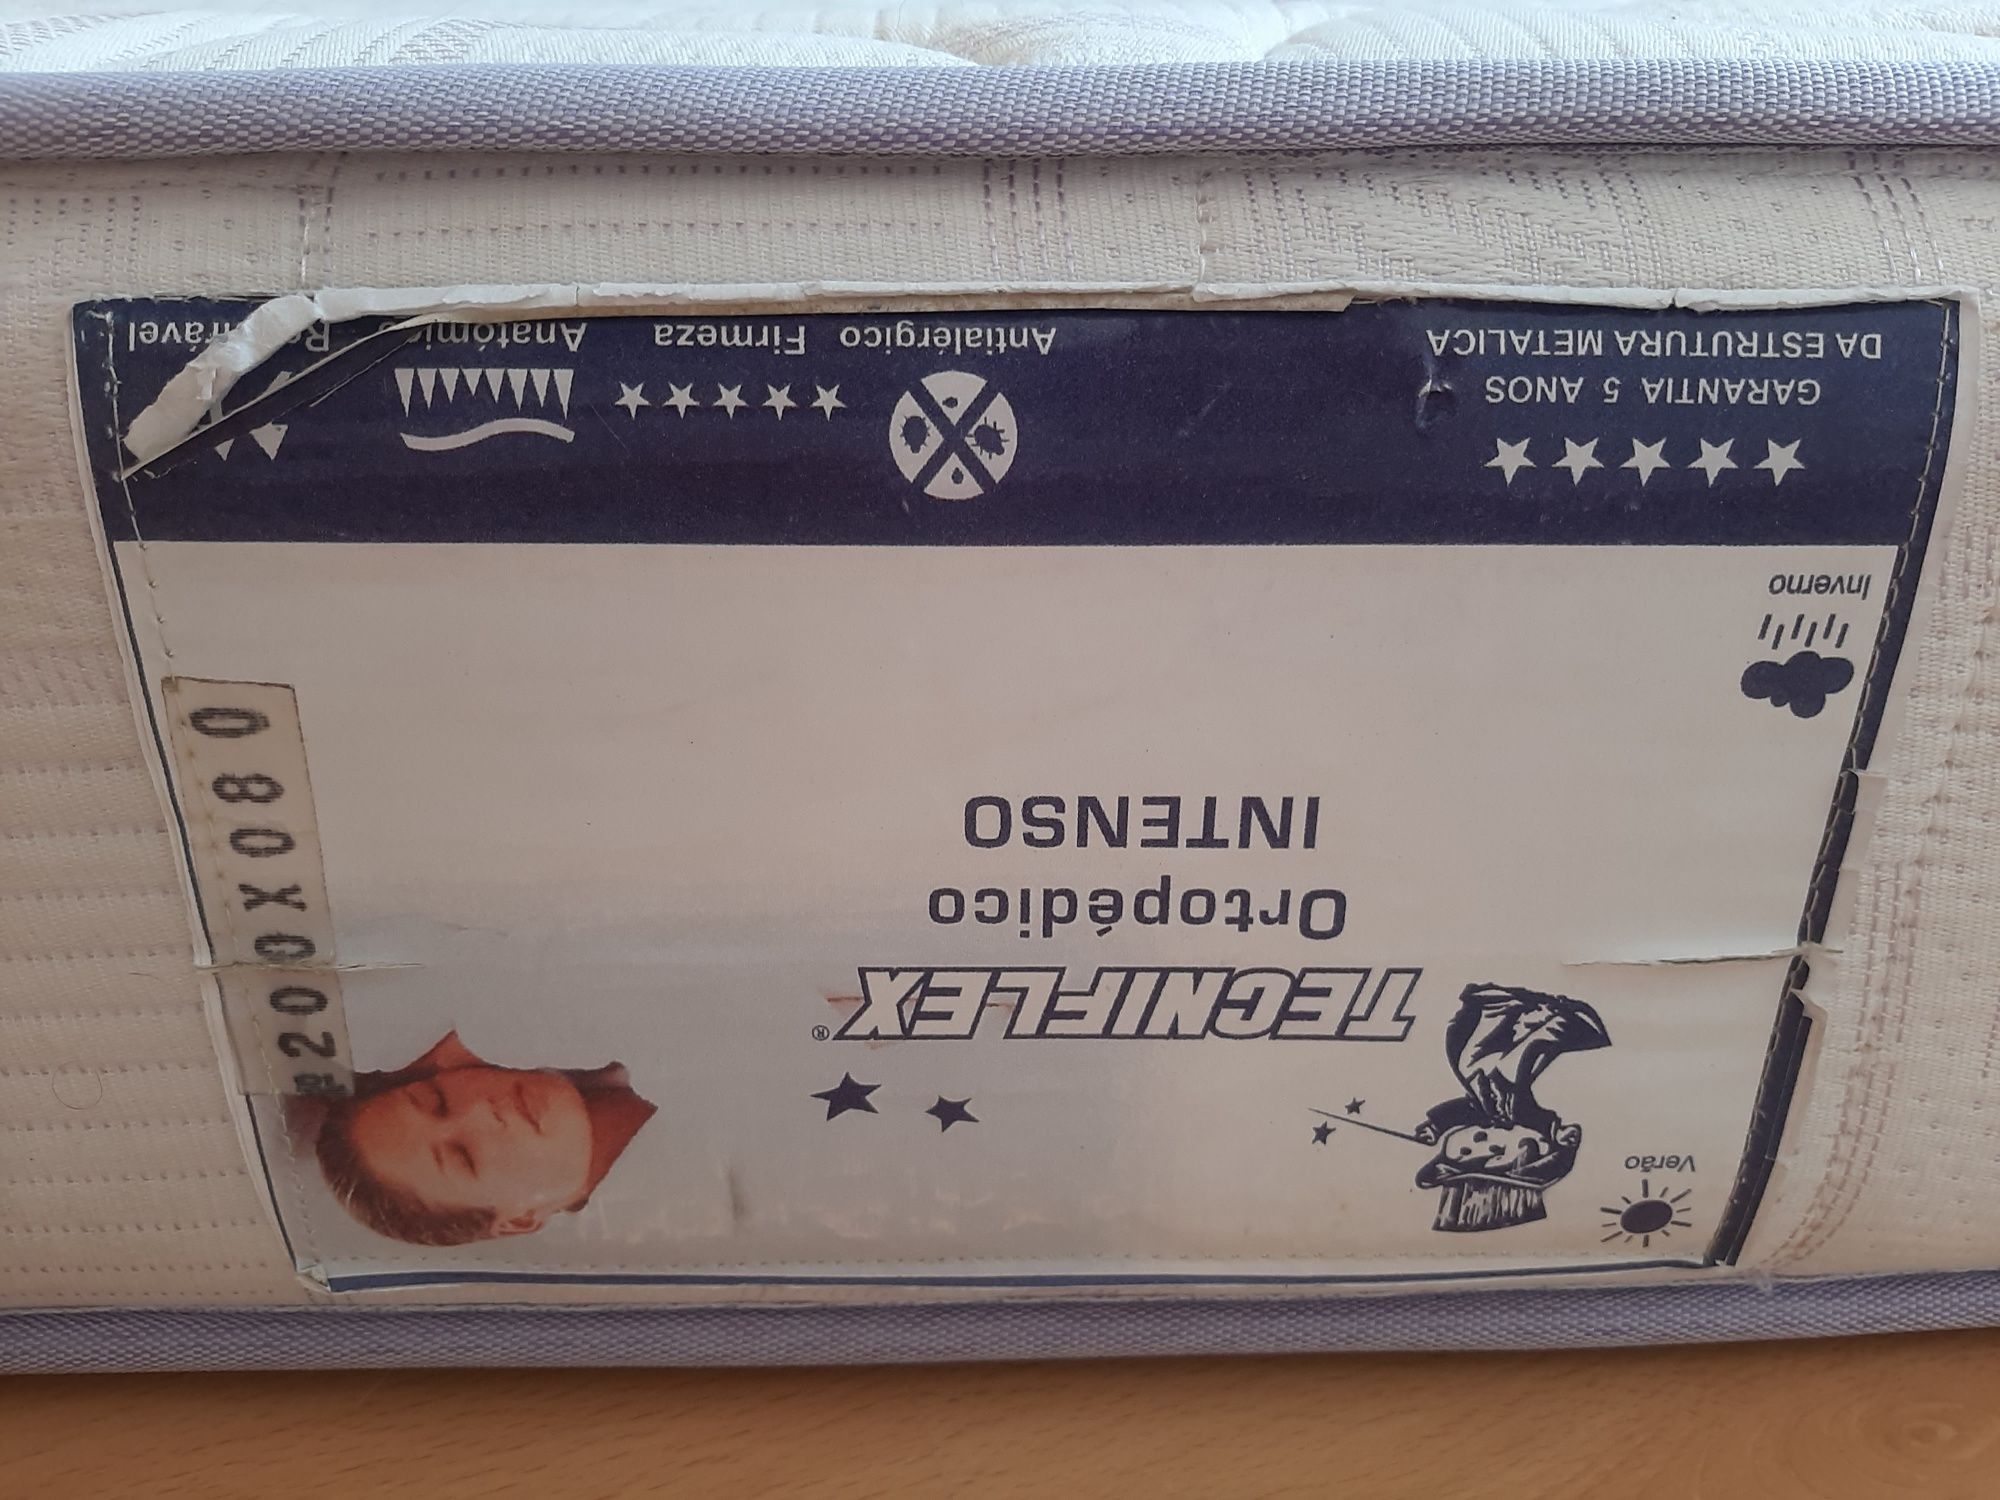 Verão
TECNIFLEX®
Ortopédico
INTENSO
200X080
Inverno
GARANTIA 5 ANOS
DA ESTRUTURA METALICA
Antialérgico
Firmeza
Anatómico